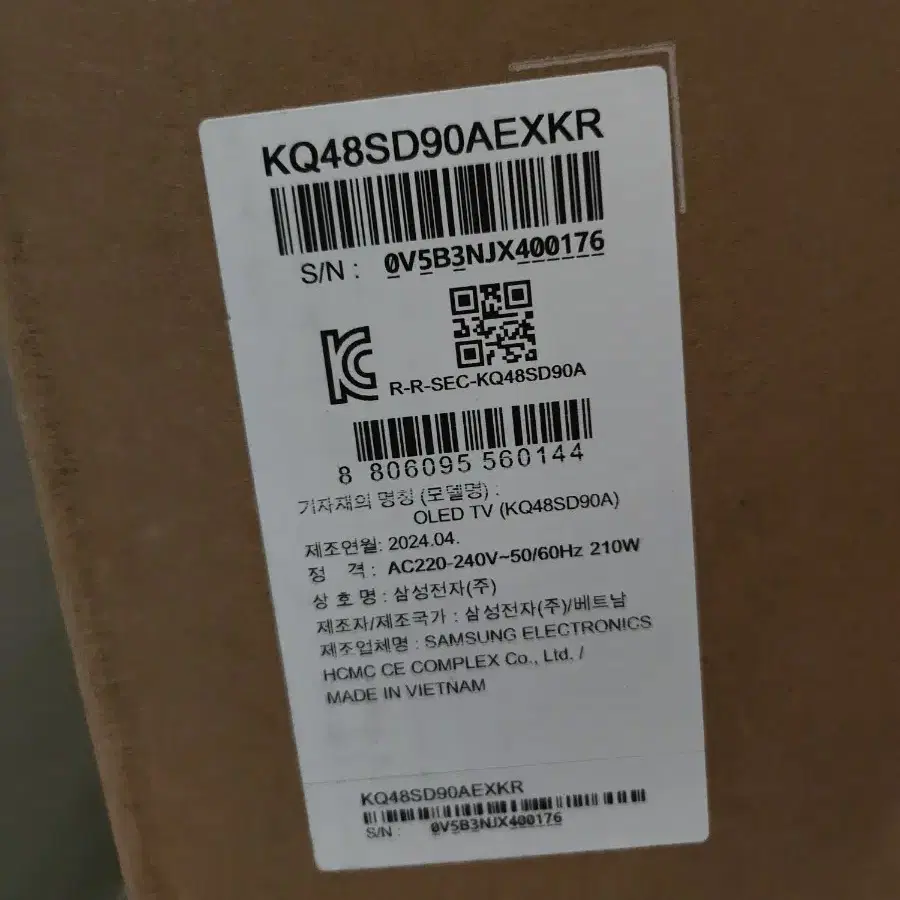 KQ48SD90AEXKR
S/N : 0V5B3NJX400176
R-R-SEC-KQ48SD90A
8 806095 560144
기자재의 명칭 (모델명) :
OLED TV (KQ48SD90A)
제조연월: 2024.04.
정 격 : AC220-240V~50/60Hz 210W
상 호 명 : 삼성전자(주)
제조자/제조국가 : 삼성전자(주)/베트남
제조업체명 : SAMSUNG ELECTRONICS
HCMC CE COMPLEX Co., Ltd. /
MADE IN VIETNAM
KQ48SD90AEXKR
S/N : 0V5B3NJX400176